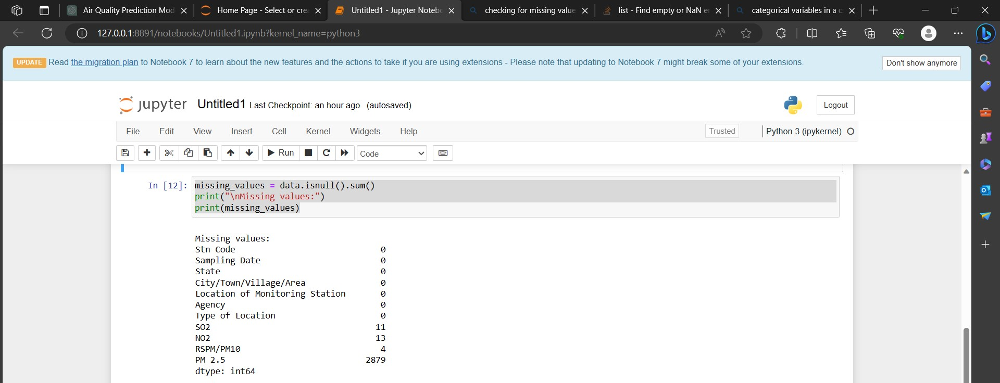 Air Quality Prediction Mod
Home Page - Select or crea
Untitled1 - Jupyter Notebo
checking for missing value
list - Find empty or NaN e
categorical variables in a c
127.0.0.1:8891/notebooks/Untitled1.ipynb?kernel_name=python3
UPDATE Read the migration plan to Notebook 7 to learn about the new features and the actions to take if you are using extensions - Please note that updating to Notebook 7 might break some of your extensions.
Don't show anymore
jupyter Untitled1 Last Checkpoint: an hour ago (autosaved)
Logout
File Edit View Insert Cell Kernel Widgets Help
Trusted
Python 3 (ipykernel)
Run
Code
In [12]: missing_values = data.isnull().sum()
print("\nMissing values:")
print(missing_values)
Missing values:
Stn Code 0
Sampling Date 0
State 0
City/Town/Village/Area 0
Location of Monitoring Station 0
Agency 0
Type of Location 0
SO2 11
NO2 13
RSPM/PM10 4
PM 2.5 2879
dtype: int64